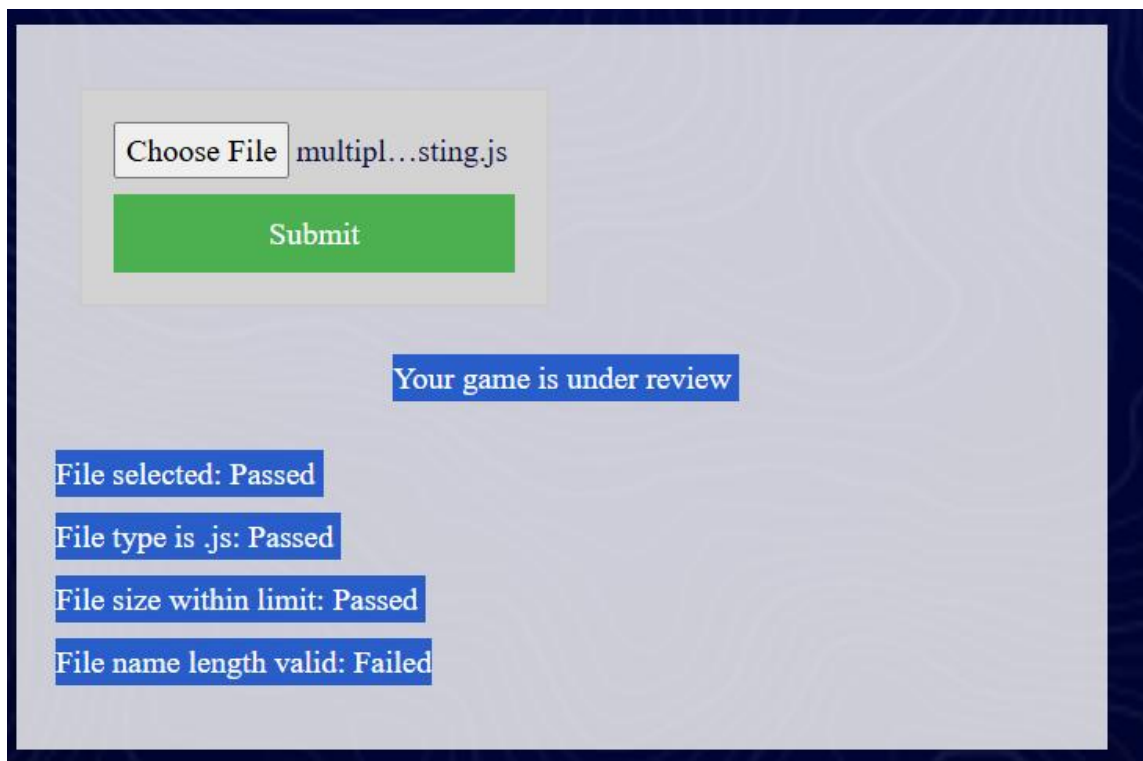 Choose File multipl…sting.js
Submit
Your game is under review
File selected: Passed
File type is .js: Passed
File size within limit: Passed
File name length valid: Failed